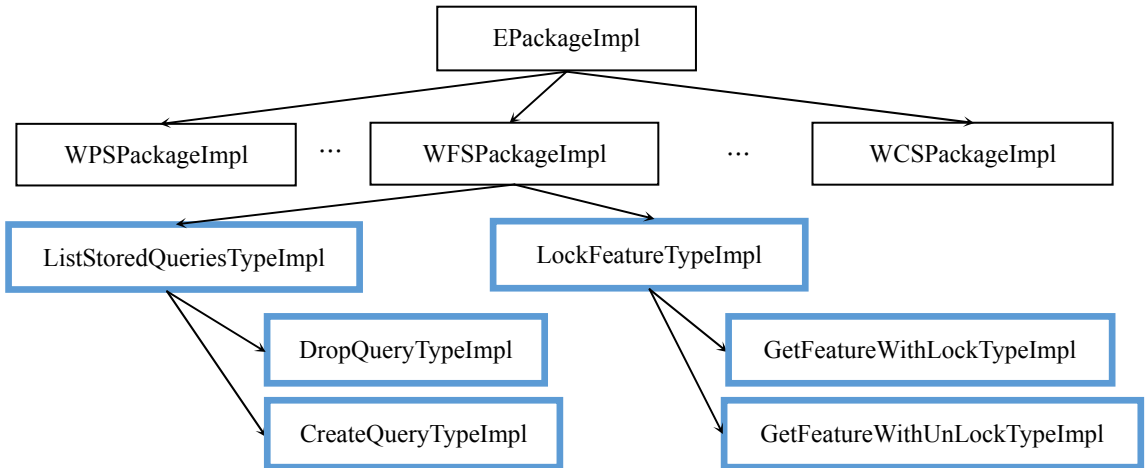 EPackageImpl
WPSPackageImpl
...
WFSPackageImpl
...
WCSPackageImpl
ListStoredQueriesTypeImpl
LockFeatureTypeImpl
DropQueryTypeImpl
GetFeatureWithLockTypeImpl
CreateQueryTypeImpl
GetFeatureWithUnLockTypeImpl